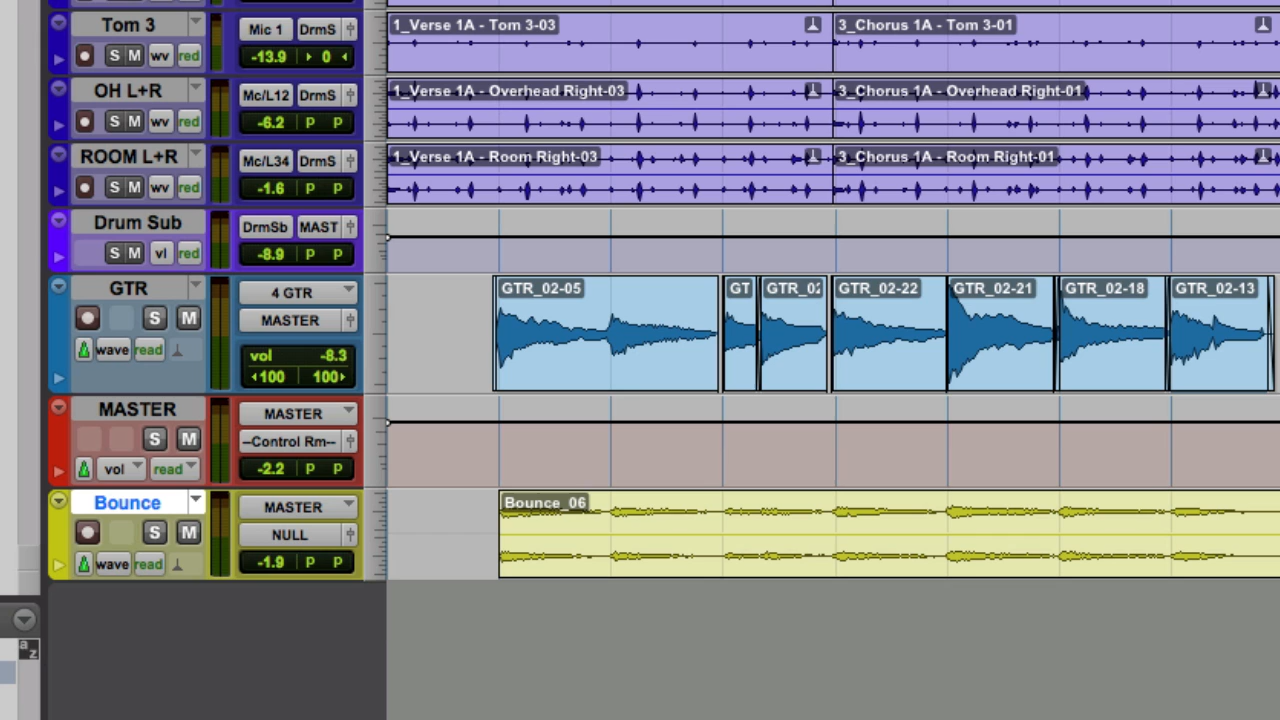 Tom 3 Mic 1 DrmS 1_Verse 1A - Tom 3-03 3_Chorus 1A - Tom 3-01
S M wv red -13.9 0
OH L+R Mc/L12 DrmS 1_Verse 1A - Overhead Right-03 3_Chorus 1A - Overhead Right-01
S M wv red -6.2 P P
ROOM L+R Mc/L34 DrmS 1_Verse 1A - Room Right-03 3_Chorus 1A - Room Right-01
S M wv red -1.6 P P
Drum Sub DrmSb MAST
S M vl red -8.9 P P
GTR 4 GTR GTR_02-05 GT GTR_02 GTR_02-22 GTR_02-21 GTR_02-18 GTR_02-13
S M MASTER
wave read vol -8.3
100 100
MASTER MASTER
S M –Control Rm–
vol read -2.2 P P
Bounce MASTER Bounce_06
S M NULL
wave read -1.9 P P
a
z